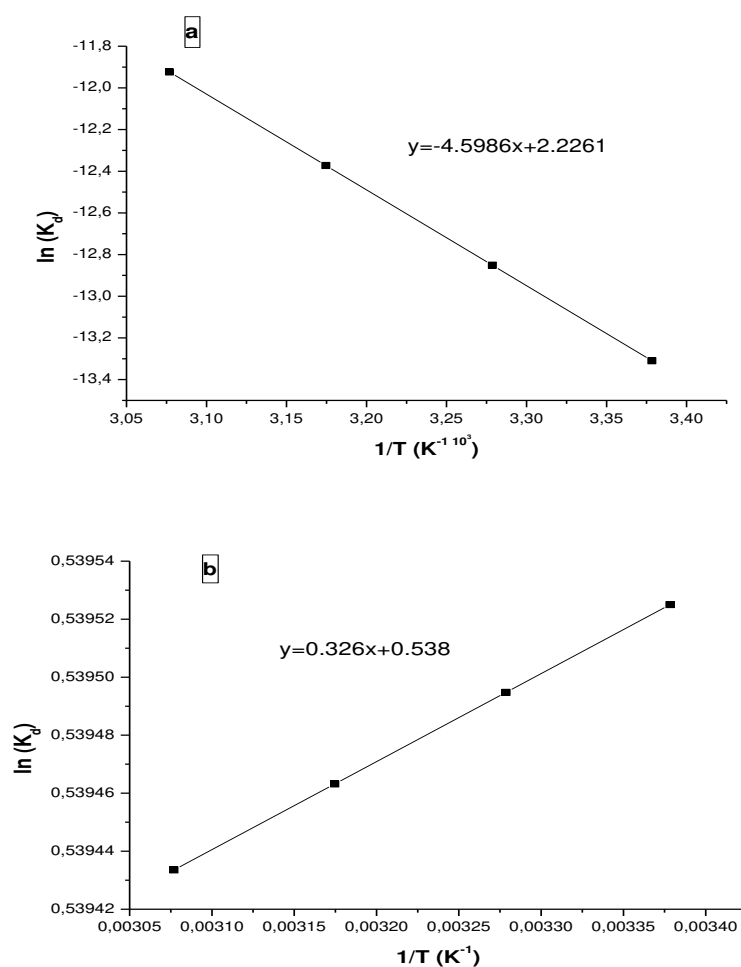 a
-11,8
-12,0
-12,2
-12,4
-12,6
-12,8
-13,0
-13,2
-13,4
ln (K_d)
y=-4.5986x+2.2261
3,05 3,10 3,15 3,20 3,25 3,30 3,35 3,40
1/T (K^-1 10^3)
b
0,53954
0,53952
0,53950
0,53948
0,53946
0,53944
0,53942
ln (K_d)
y=0.326x+0.538
0,00305 0,00310 0,00315 0,00320 0,00325 0,00330 0,00335 0,00340
1/T (K^-1)